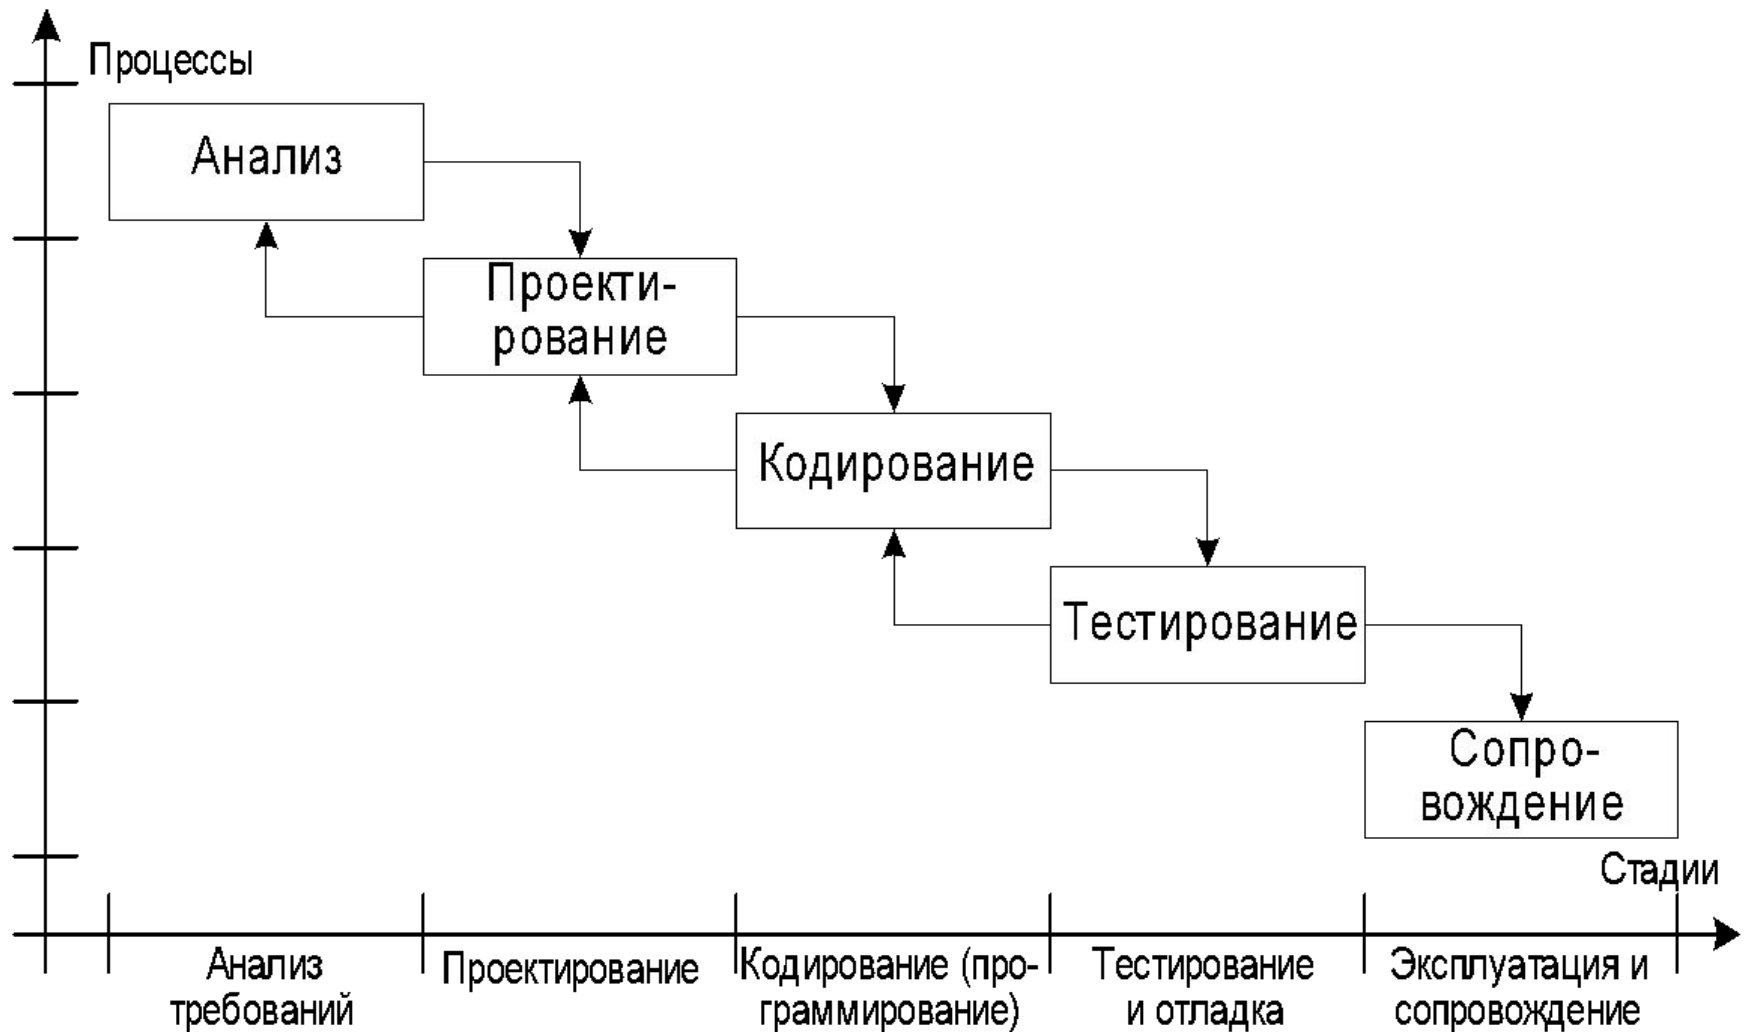 Процессы
Анализ
Проекти-
рование
Кодирование
Тестирование
Сопро-
вождение
Стадии
Анализ
требований
Проектирование
Кодирование (про-
граммирование)
Тестирование
и отладка
Эксплуатация и
сопровождение